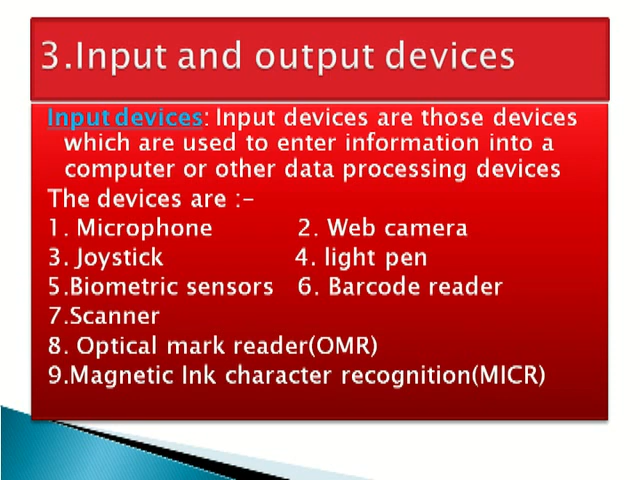 3.Input and output devices
Input devices: Input devices are those devices
which are used to enter information into a
computer or other data processing devices
The devices are :-
1. Microphone 2. Web camera
3. Joystick 4. light pen
5.Biometric sensors 6. Barcode reader
7.Scanner
8. Optical mark reader(OMR)
9.Magnetic Ink character recognition(MICR)